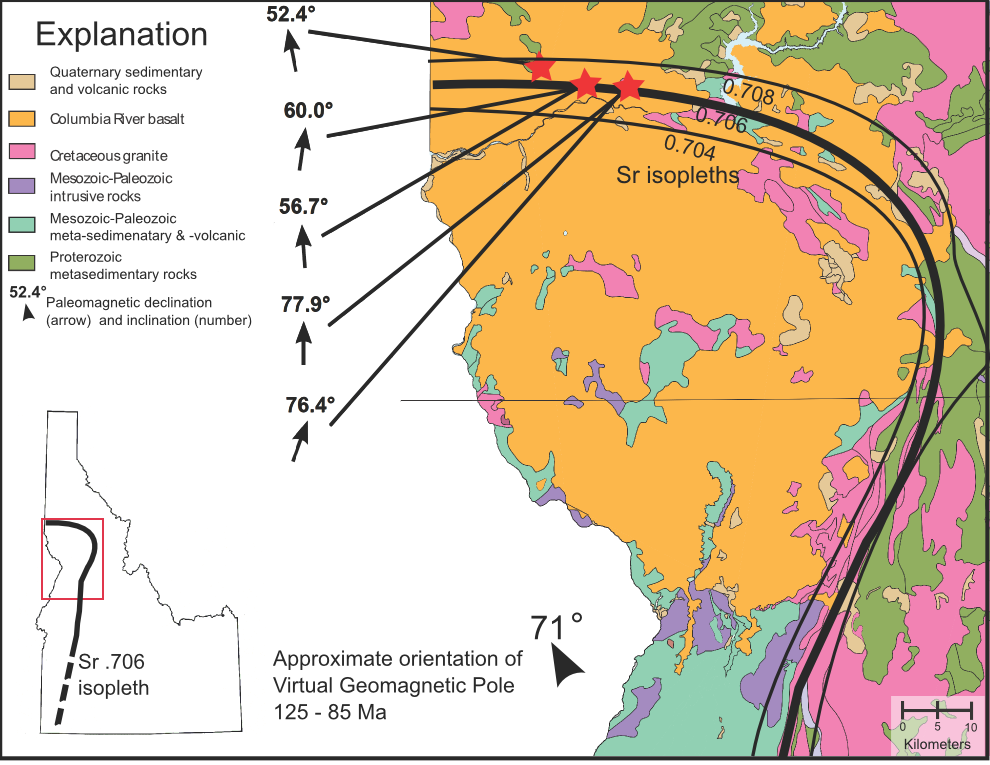 Explanation
Quaternary sedimentary
and volcanic rocks
Columbia River basalt
Cretaceous granite
Mesozoic-Paleozoic
intrusive rocks
Mesozoic-Paleozoic
meta-sedimenatary & -volcanic
Proterozoic
metasedimentary rocks
52.4°
Paleomagnetic declination
(arrow) and inclination (number)
52.4°
60.0°
56.7°
77.9°
76.4°
0.708
0.706
0.704
Sr isopleths
Sr .706
isopleth
71°
Approximate orientation of
Virtual Geomagnetic Pole
125 - 85 Ma
0 5 10
Kilometers